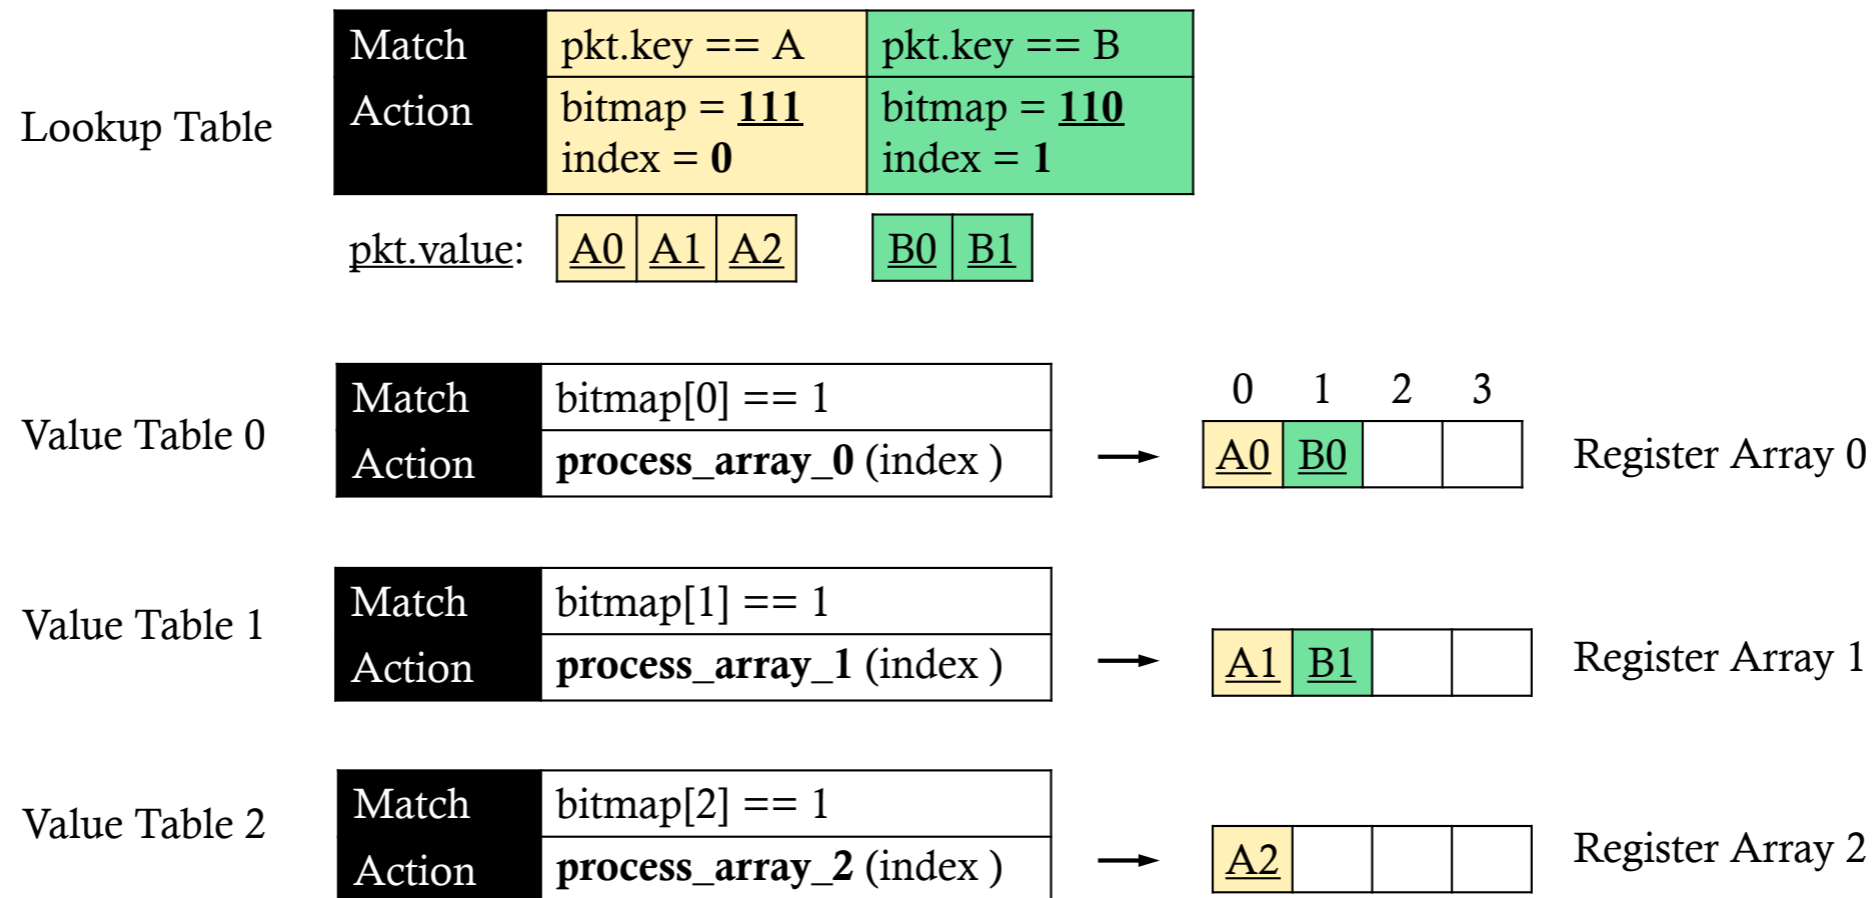 Lookup Table
Match pkt.key == A pkt.key == B
Action bitmap = 111 bitmap = 110
index = 0 index = 1
pkt.value: A0 A1 A2 B0 B1
Value Table 0
Match bitmap[0] == 1
Action process_array_0 (index )
0 1 2 3
A0 B0
Register Array 0
Value Table 1
Match bitmap[1] == 1
Action process_array_1 (index )
A1 B1
Register Array 1
Value Table 2
Match bitmap[2] == 1
Action process_array_2 (index )
A2
Register Array 2